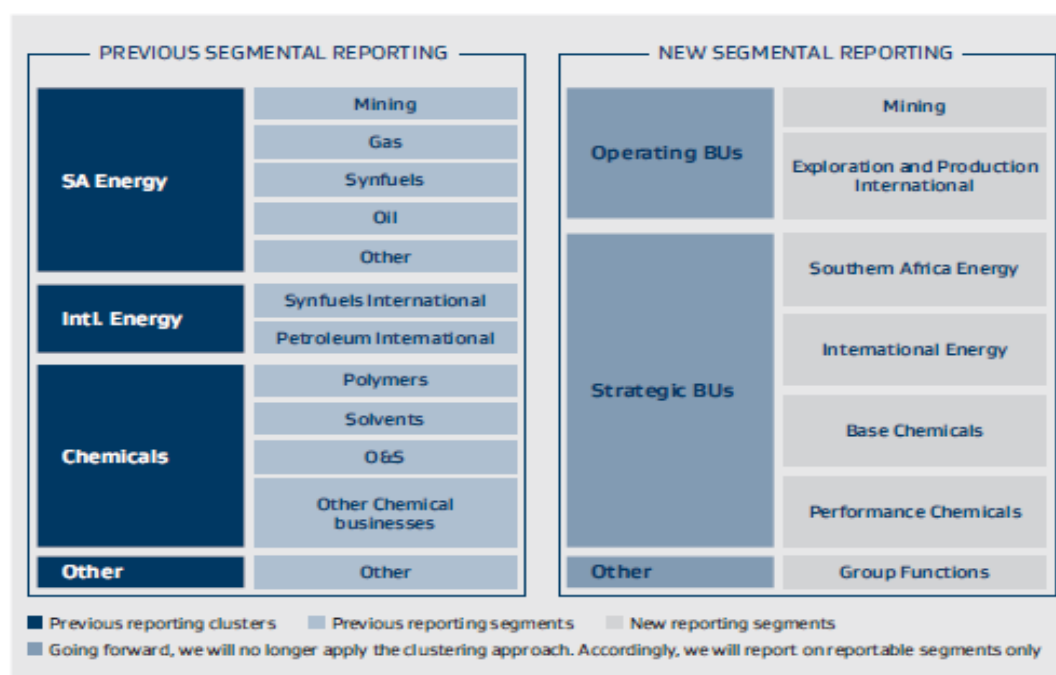 PREVIOUS SEGMENTAL REPORTING
SA Energy
Mining
Gas
Synfuels
Oil
Other
Intl. Energy
Synfuels International
Petroleum International
Chemicals
Polymers
Solvents
O&S
Other Chemical
businesses
Other
Other
NEW SEGMENTAL REPORTING
Operating BUs
Mining
Exploration and Production
International
Strategic BUs
Southern Africa Energy
International Energy
Base Chemicals
Performance Chemicals
Other
Group Functions
Previous reporting clusters
Previous reporting segments
New reporting segments
Going forward, we will no longer apply the clustering approach. Accordingly, we will report on reportable segments only